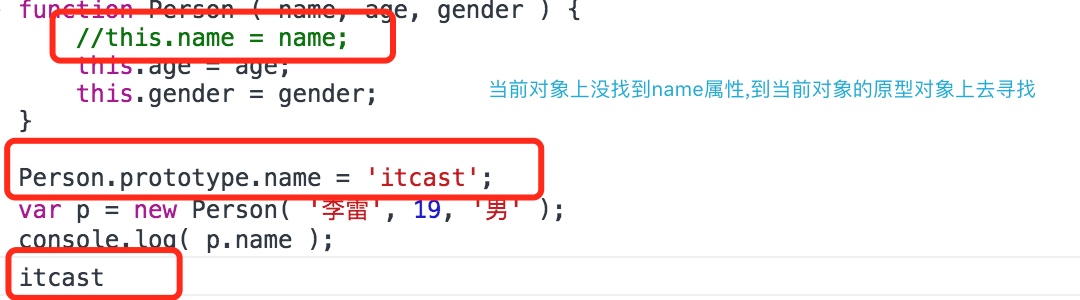 function Person ( name, age, gender ) {
//this.name = name;
this.age = age;
this.gender = gender;
当前对象上没找到name属性,到当前对象的原型对象上去寻找
}
Person.prototype.name = 'itcast';
var p = new Person( '李雷', 19, '男' );
console.log( p.name );
itcast